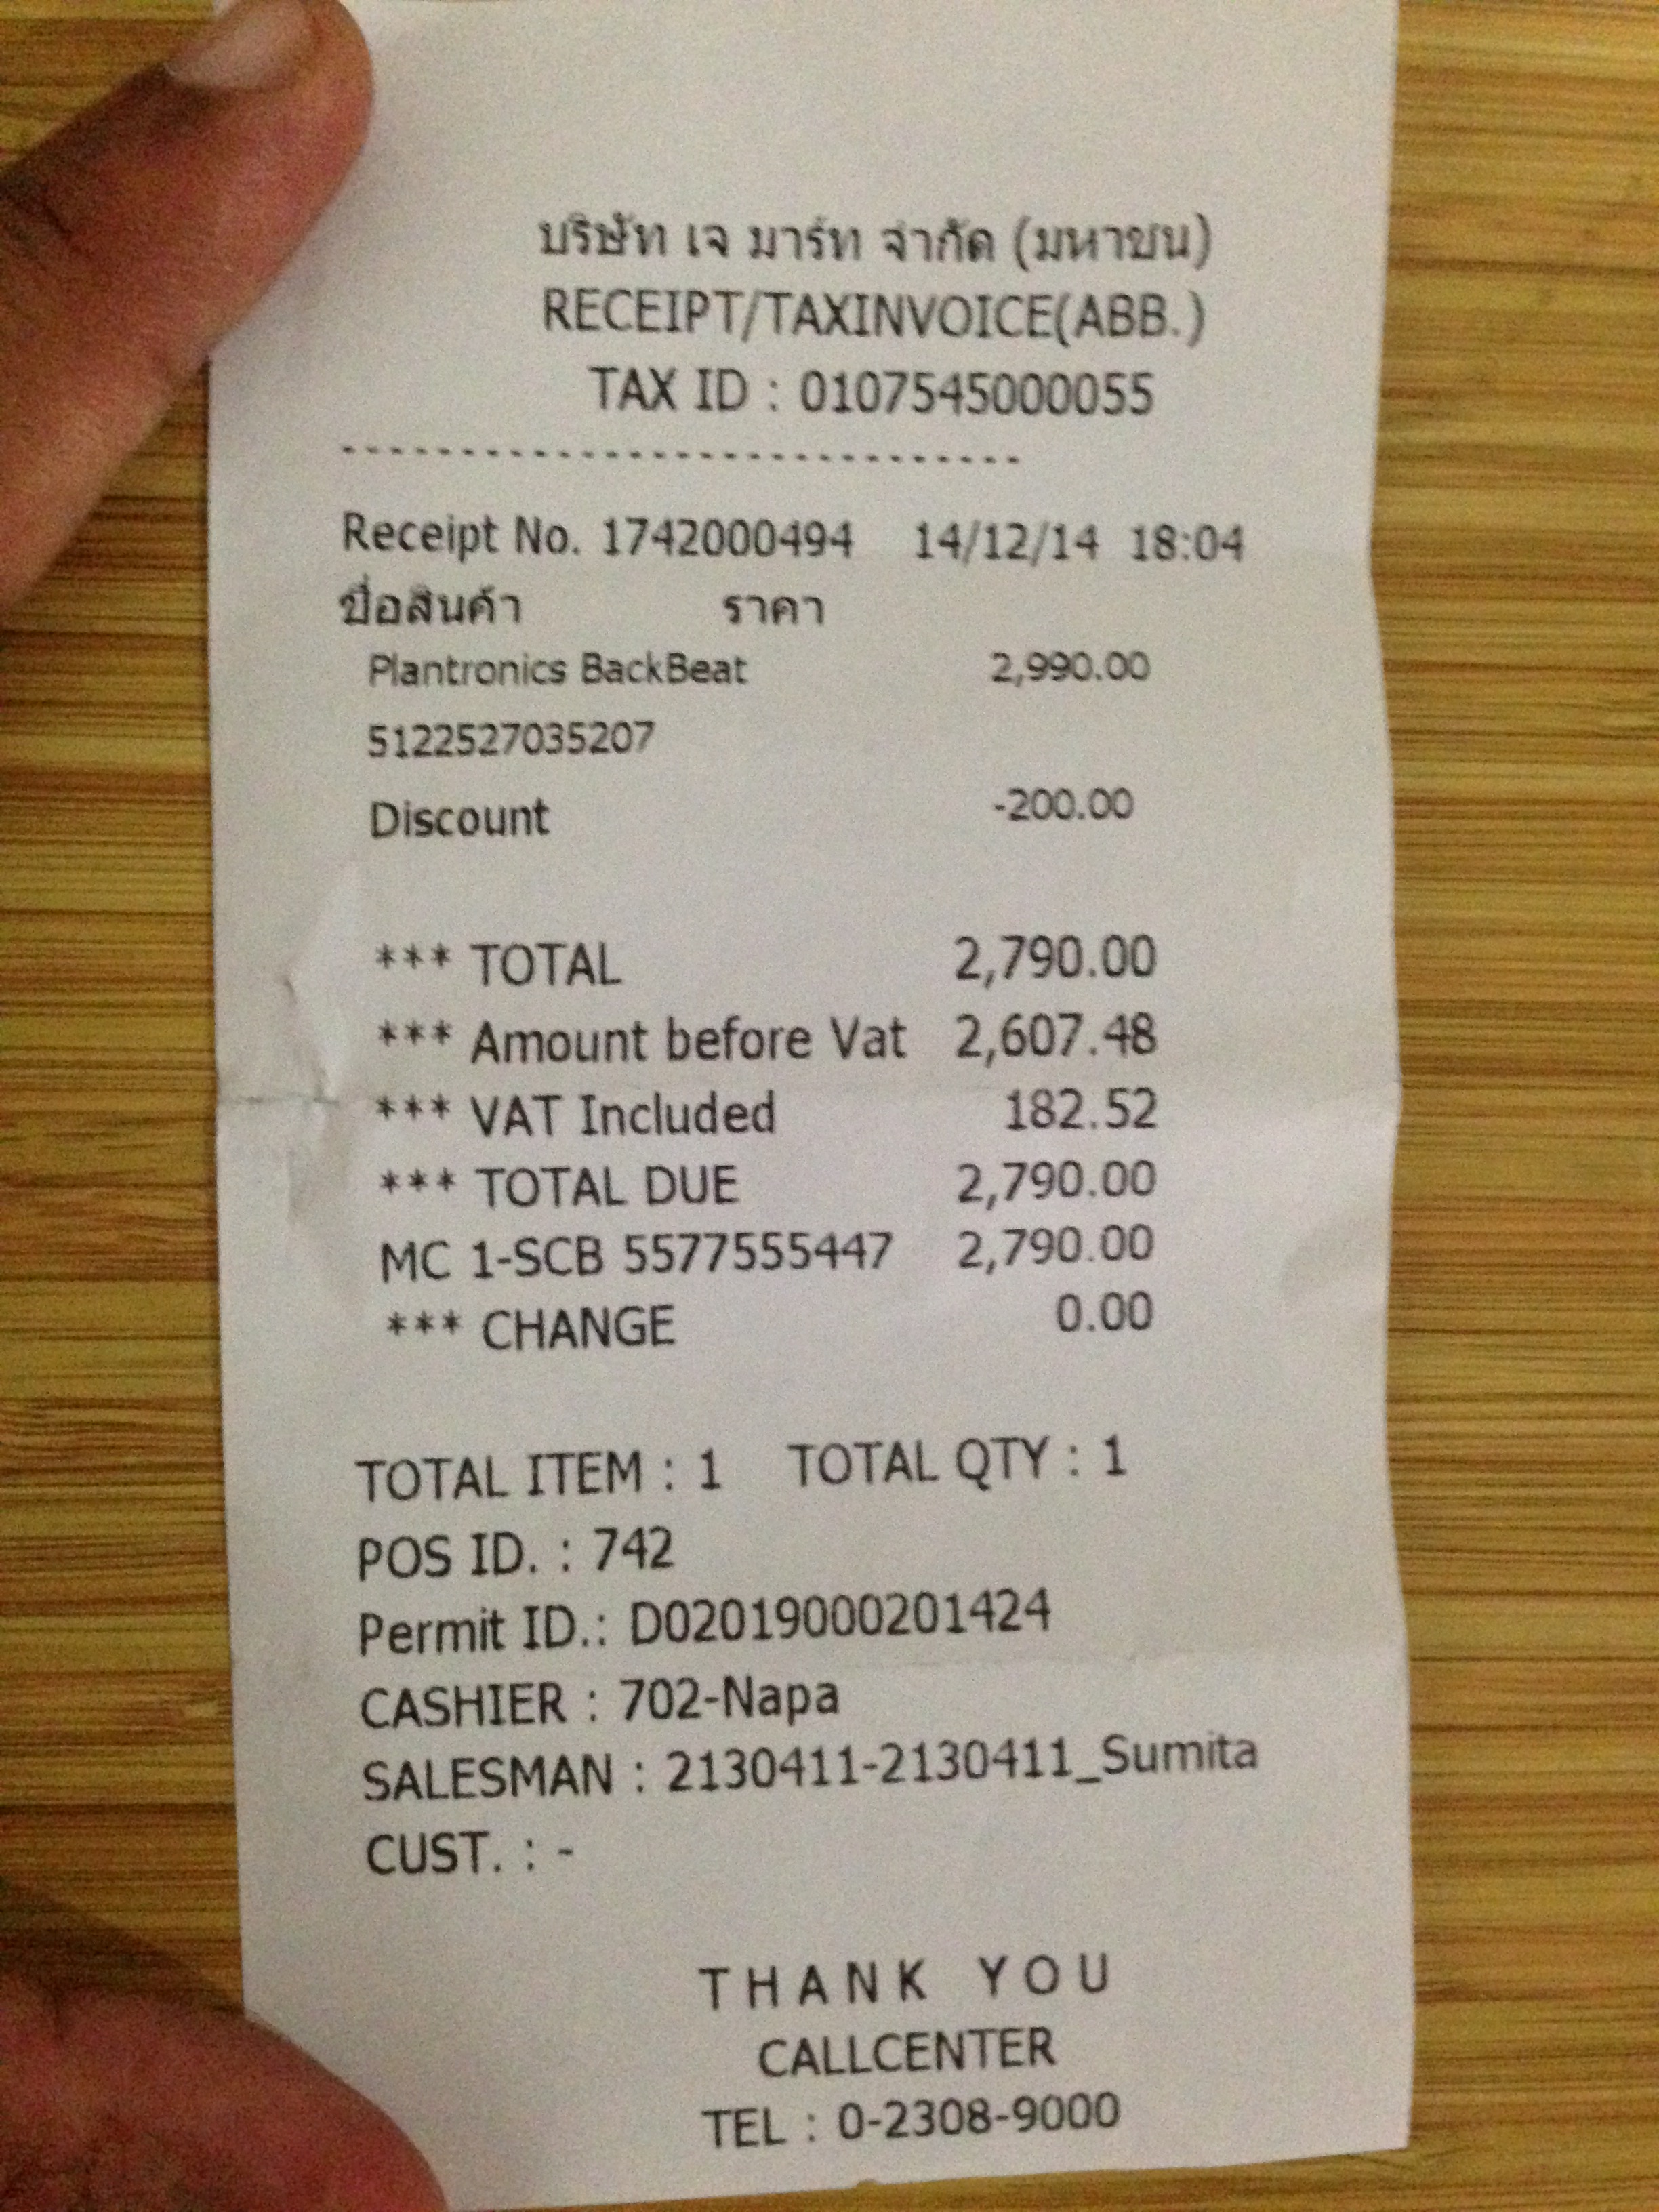 บริษัท เจ มาร์ท จำกัด (มหาชน)
RECEIPT/TAXINVOICE(ABB.)
TAX ID : 0107545000055
-----------------------------
Receipt No. 1742000494 14/12/14 18:04
ชื่อสินค้า ราคา
Plantronics BackBeat 2,990.00
5122527035207
Discount -200.00
*** TOTAL 2,790.00
*** Amount before Vat 2,607.48
*** VAT Included 182.52
*** TOTAL DUE 2,790.00
MC 1-SCB 5577555447 2,790.00
*** CHANGE 0.00
TOTAL ITEM : 1 TOTAL QTY : 1
POS ID. : 742
Permit ID.: D02019000201424
CASHIER : 702-Napa
SALESMAN : 2130411-2130411_Sumita
CUST. : -
THANK YOU
CALLCENTER
TEL : 0-2308-9000